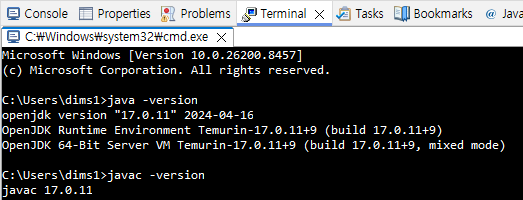 Console Properties Problems Terminal Tasks Bookmarks Java
C:₩Windows₩system32₩cmd.exe
Microsoft Windows [Version 10.0.26200.8457]
(c) Microsoft Corporation. All rights reserved.
C:\Users\dims1>java -version
openjdk version "17.0.11" 2024-04-16
OpenJDK Runtime Environment Temurin-17.0.11+9 (build 17.0.11+9)
OpenJDK 64-Bit Server VM Temurin-17.0.11+9 (build 17.0.11+9, mixed mode)
C:\Users\dims1>javac -version
javac 17.0.11